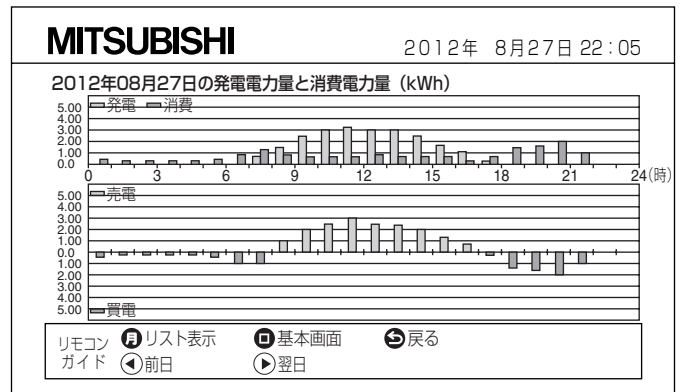 MITSUBISHI 2012年 8月27日 22:05
2012年08月27日の発電電力量と消費電力量（kWh）
発電 消費
5.00
4.00
3.00
2.00
1.00
0.0
0 3 6 9 12 15 18 21 24(時)
売電
5.00
4.00
3.00
2.00
1.00
0.0
1.00
2.00
3.00
4.00
5.00
買電
リモコン
ガイド
月 リスト表示 基本画面 戻る
前日 翌日